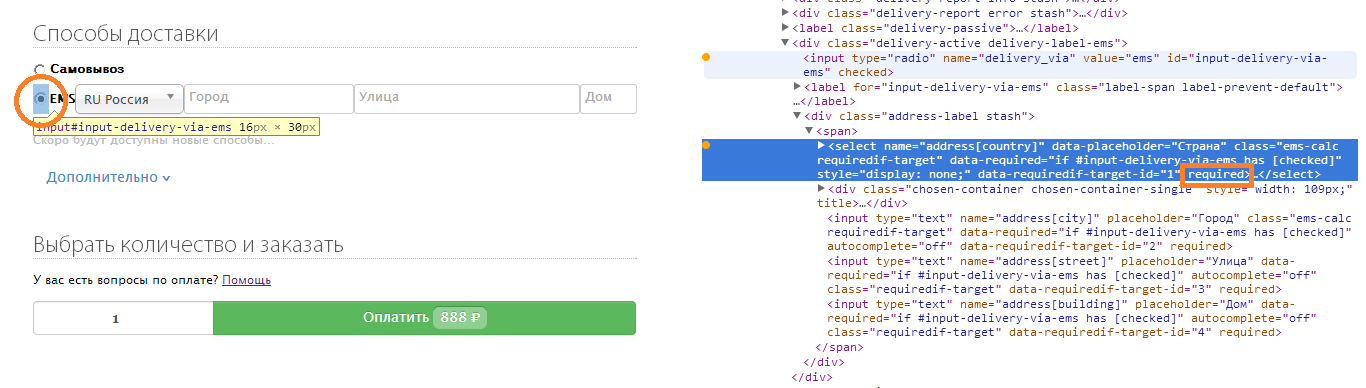 Способы доставки
Самовывоз
EMS RU Россия Город Улица Дом
input#input-delivery-via-ems 16px × 30px
Скоро будут доступны новые способы...
Дополнительно
Выбрать количество и заказать
У вас есть вопросы по оплате? Помощь
1 Оплатить 888 ₽
<div class="delivery-report error stash">…</div>
<label class="delivery-passive">…</label>
<div class="delivery-active delivery-label-ems">
<input type="radio" name="delivery_via" value="ems" id="input-delivery-via-
ems" checked>
<label for="input-delivery-via-ems" class="label-span label-prevent-default">
…</label>
<div class="address-label stash">
<span>
<select name="address[country]" data-placeholder="Страна" class="ems-calc
requiredif-target" data-required="if #input-delivery-via-ems has [checked]"
style="display: none;" data-requiredif-target-id="1" required>…</select>
<div class="chosen-container chosen-container-single" style="width: 109px;"
title>…</div>
<input type="text" name="address[city]" placeholder="Город" class="ems-calc
requiredif-target" data-required="if #input-delivery-via-ems has [checked]"
autocomplete="off" data-requiredif-target-id="2" required>
<input type="text" name="address[street]" placeholder="Улица" data-
required="if #input-delivery-via-ems has [checked]" autocomplete="off"
class="requiredif-target" data-requiredif-target-id="3" required>
<input type="text" name="address[building]" placeholder="Дом" data-
required="if #input-delivery-via-ems has [checked]" autocomplete="off"
class="requiredif-target" data-requiredif-target-id="4" required>
</span>
</div>
</div>